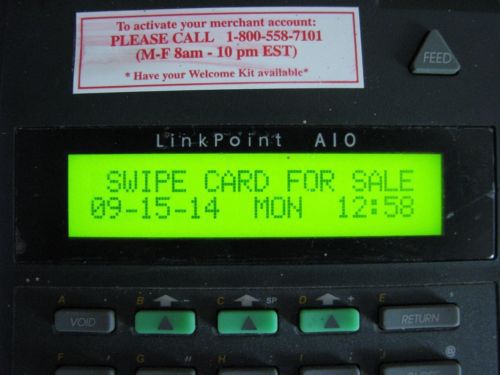 To activate your merchant account:
PLEASE CALL 1-800-558-7101
(M-F 8am - 10 pm EST)
* Have your Welcome Kit available*
FEED
LinkPoint AIO
SWIPE CARD FOR SALE
09-15-14 MON 12:58
A B - C SP D + E
VOID RETURN
F ' G " H : I ; J @